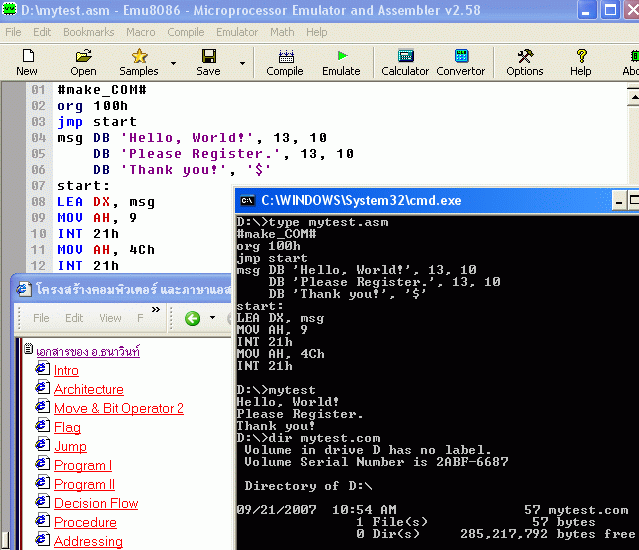 D:\mytest.asm - Emu8086 - Microprocessor Emulator and Assembler v2.58
File Edit Bookmarks Macro Compile Emulator Math Help
New Open Samples Save Compile Emulate Calculator Convertor Options Help Abo
01 #make_COM#
02 org 100h
03 jmp start
04 msg DB 'Hello, World!', 13, 10
05 DB 'Please Register.', 13, 10
06 DB 'Thank you!', '$'
07 start:
08 LEA DX, msg
09 MOV AH, 9
10 INT 21h
11 MOV AH, 4Ch
12 INT 21h
โครงสร้างคอมพิวเตอร์ และภาษาแอส
File Edit View F »
เอกสารของ อ.ธนาวินท์
Intro
Architecture
Move & Bit Operator 2
Flag
Jump
Program I
Program II
Decision Flow
Procedure
Addressing
C:\WINDOWS\System32\cmd.exe
D:\>type mytest.asm
#make_COM#
org 100h
jmp start
msg DB 'Hello, World!', 13, 10
DB 'Please Register.', 13, 10
DB 'Thank you!', '$'
start:
LEA DX, msg
MOV AH, 9
INT 21h
MOV AH, 4Ch
INT 21h
D:\>mytest
Hello, World!
Please Register.
Thank you!
D:\>dir mytest.com
Volume in drive D has no label.
Volume Serial Number is 2ABF-6687
Directory of D:\
09/21/2007 10:54 AM 57 mytest.com
1 File(s) 57 bytes
0 Dir(s) 285,217,792 bytes free